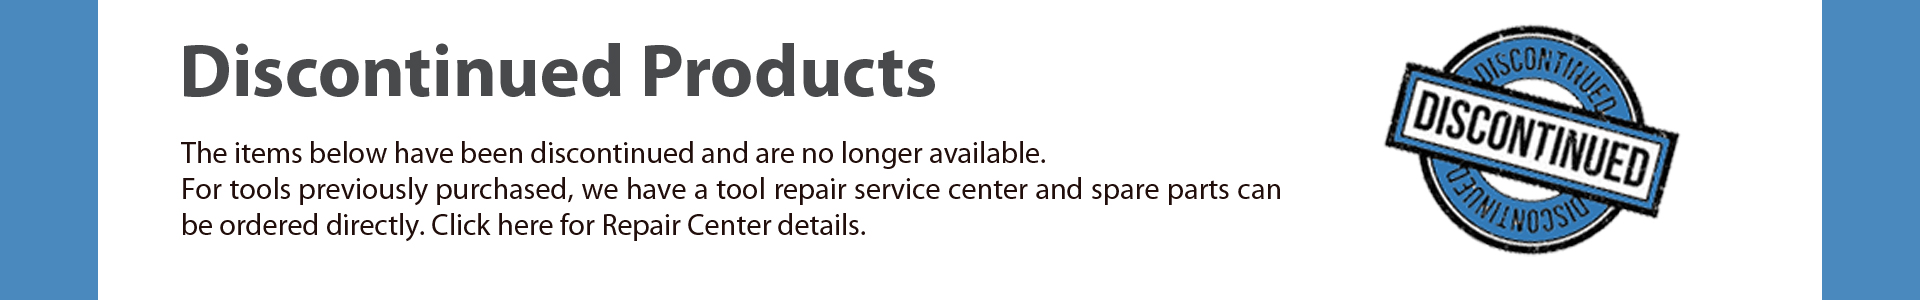 Discontinued Products
The items below have been discontinued and are no longer available.
For tools previously purchased, we have a tool repair service center and spare parts can
be ordered directly. Click here for Repair Center details.
DISCONTINUED
DISCONTINUED
DISCONTINUED